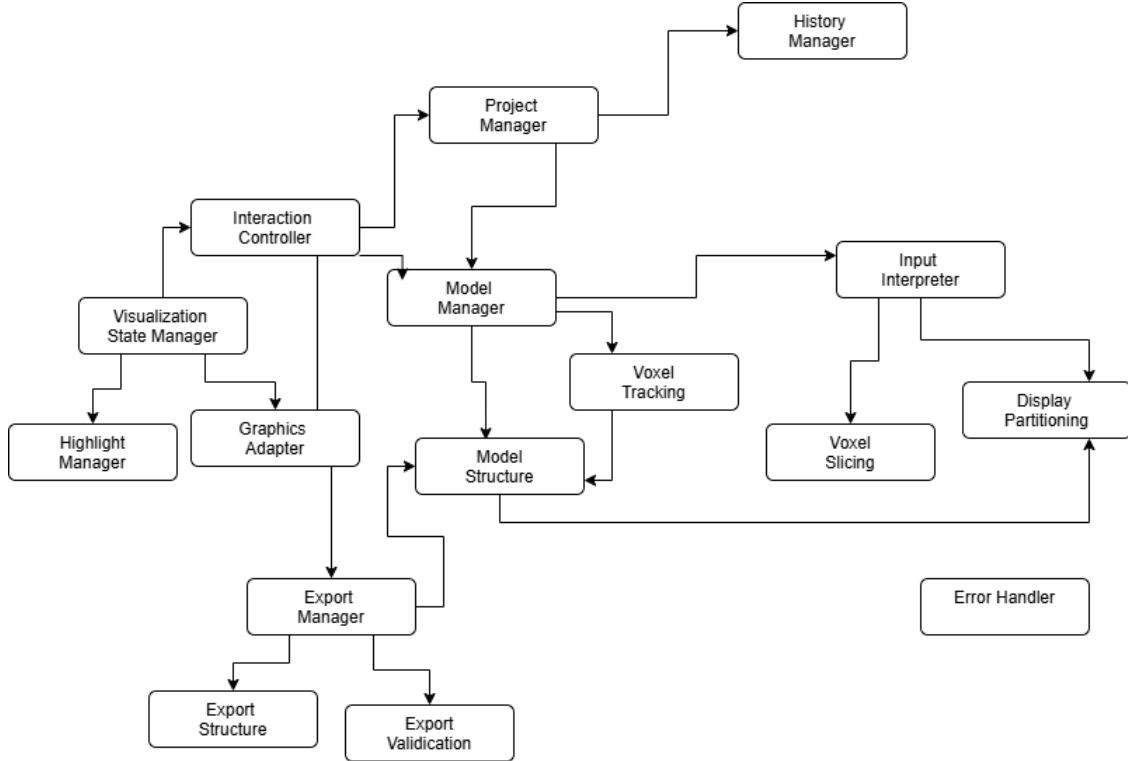 History
Manager
Project
Manager
Interaction
Controller
Input
Interpreter
Model
Manager
Visualization
State Manager
Voxel
Tracking
Display
Partitioning
Highlight
Manager
Graphics
Adapter
Model
Structure
Voxel
Slicing
Export
Manager
Error Handler
Export
Structure
Export
Validication